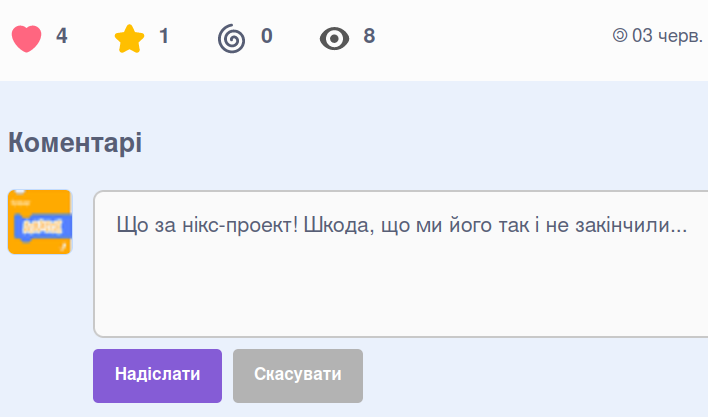 4 1 0 8 03 черв.
Коментарі
Що за нікс-проект! Шкода, що ми його так і не закінчили...
Надіслати Скасувати